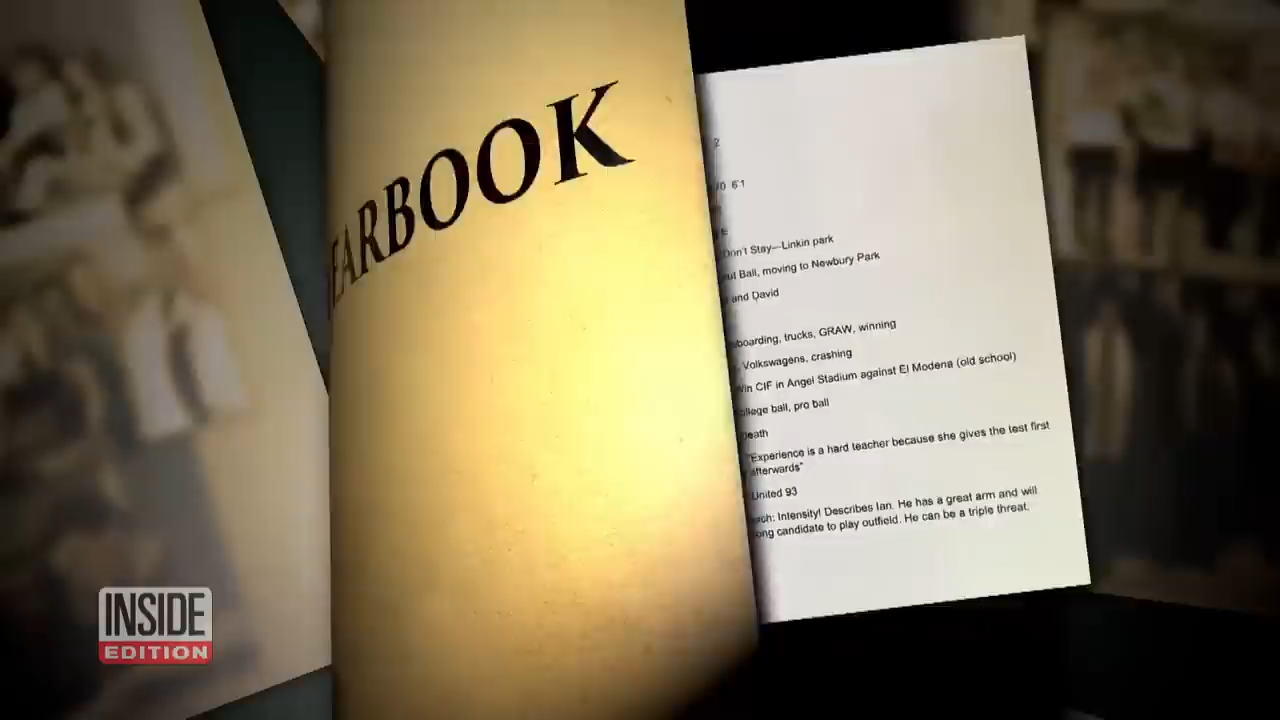 EARBOOK
2
/0 61
Don't Stay—Linkin park
Ball, moving to Newbury Park
and David
boarding, trucks, GRAW, winning
Volkswagens, crashing
Win CIF in Angel Stadium against El Modena (old school)
ollege ball, pro ball
Death
"Experience is a hard teacher because she gives the test first
afterwards"
United 93
ach: Intensity! Describes Ian. He has a great arm and will
ong candidate to play outfield. He can be a triple threat.
INSIDE
EDITION